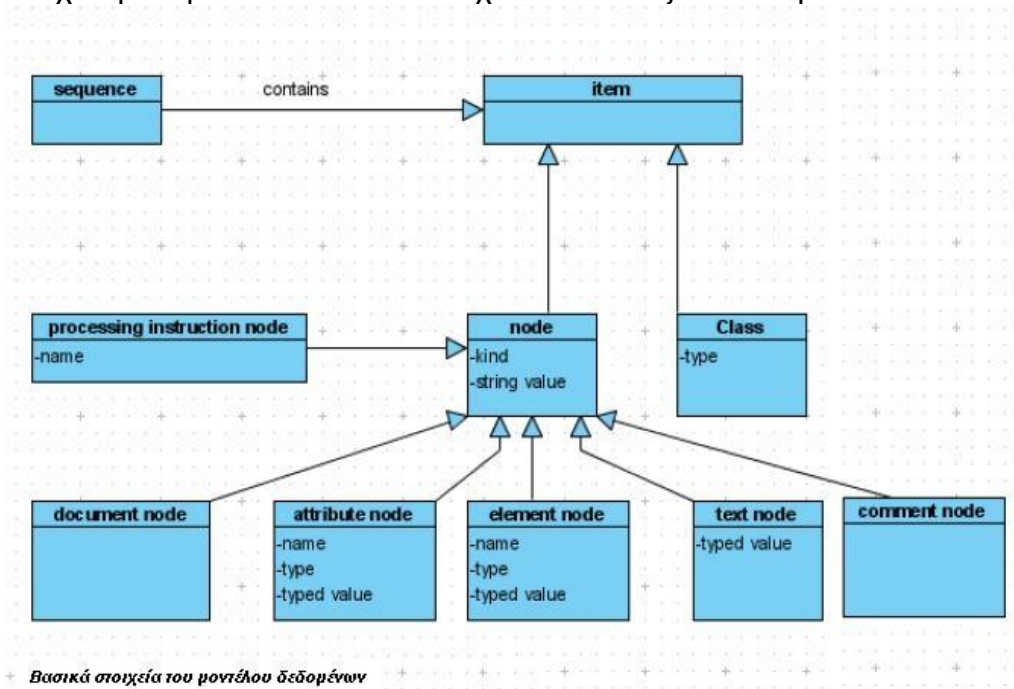 sequence
contains
item
processing instruction node
-name
node
-kind
-string value
Class
-type
document node
attribute node
-name
-type
-typed value
element node
-name
-type
-typed value
text node
-typed value
comment node
Βασικά στοιχεία του μοντέλου δεδομένων